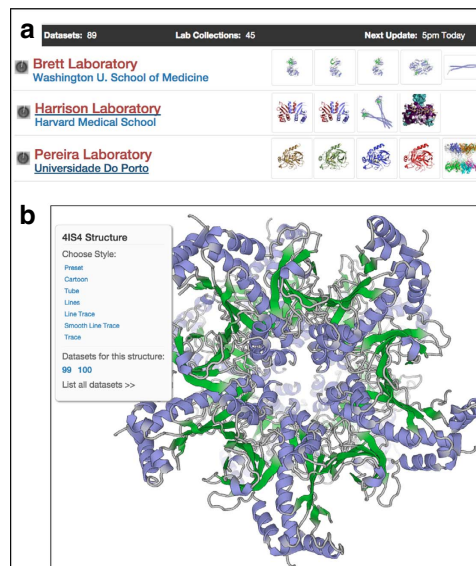 a
Datasets: 89 Lab Collections: 45 Next Update: 5pm Today
Brett Laboratory
Washington U. School of Medicine
Harrison Laboratory
Harvard Medical School
Pereira Laboratory
Universidade Do Porto
b
4IS4 Structure
Choose Style:
Preset
Cartoon
Tube
Lines
Line Trace
Smooth Line Trace
Trace
Datasets for this structure:
99 100
List all datasets >>